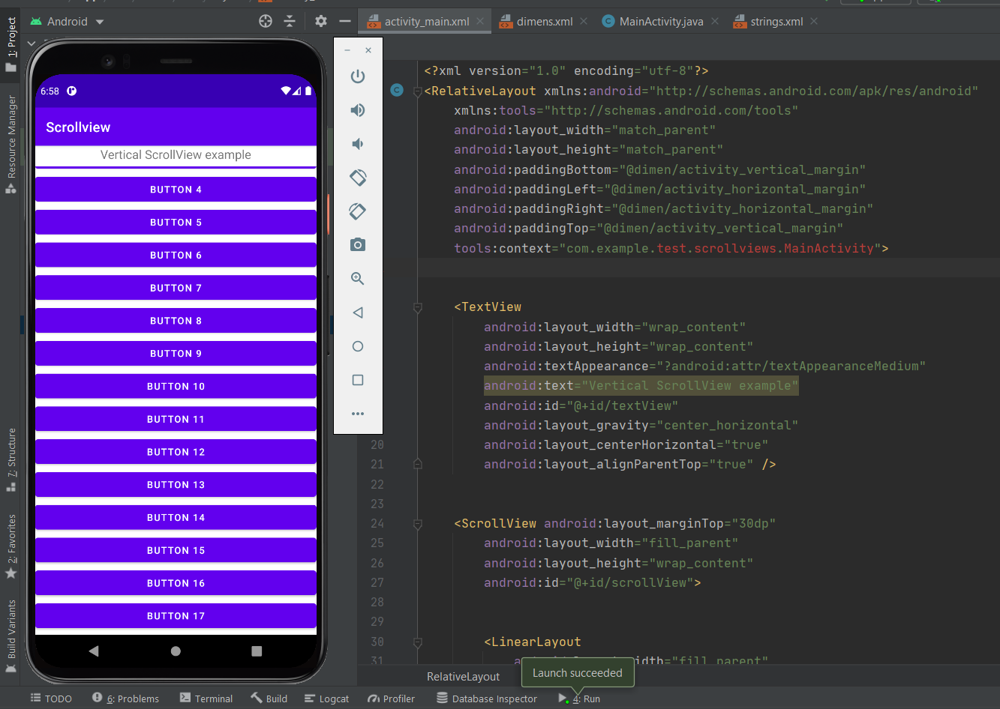 1: Project
Resource Manager
7: Structure
2: Favorites
Build Variants
Android
activity_main.xml
dimens.xml
MainActivity.java
strings.xml
6:58
Scrollview
Vertical ScrollView example
BUTTON 4
BUTTON 5
BUTTON 6
BUTTON 7
BUTTON 8
BUTTON 9
BUTTON 10
BUTTON 11
BUTTON 12
BUTTON 13
BUTTON 14
BUTTON 15
BUTTON 16
BUTTON 17
<?xml version="1.0" encoding="utf-8"?>
<RelativeLayout xmlns:android="http://schemas.android.com/apk/res/android"
xmlns:tools="http://schemas.android.com/tools"
android:layout_width="match_parent"
android:layout_height="match_parent"
android:paddingBottom="@dimen/activity_vertical_margin"
android:paddingLeft="@dimen/activity_horizontal_margin"
android:paddingRight="@dimen/activity_horizontal_margin"
android:paddingTop="@dimen/activity_vertical_margin"
tools:context="com.example.test.scrollviews.MainActivity">
<TextView
android:layout_width="wrap_content"
android:layout_height="wrap_content"
android:textAppearance="?android:attr/textAppearanceMedium"
android:text="Vertical ScrollView example"
android:id="@+id/textView"
android:layout_gravity="center_horizontal"
20 android:layout_centerHorizontal="true"
21 android:layout_alignParentTop="true" />
22
23
24 <ScrollView android:layout_marginTop="30dp"
25 android:layout_width="fill_parent"
26 android:layout_height="wrap_content"
27 android:id="@+id/scrollView">
28
29
30 <LinearLayout
31 idth="fill_parent"
RelativeLayout
Launch succeeded
TODO
6: Problems
Terminal
Build
Logcat
Profiler
Database Inspector
4: Run